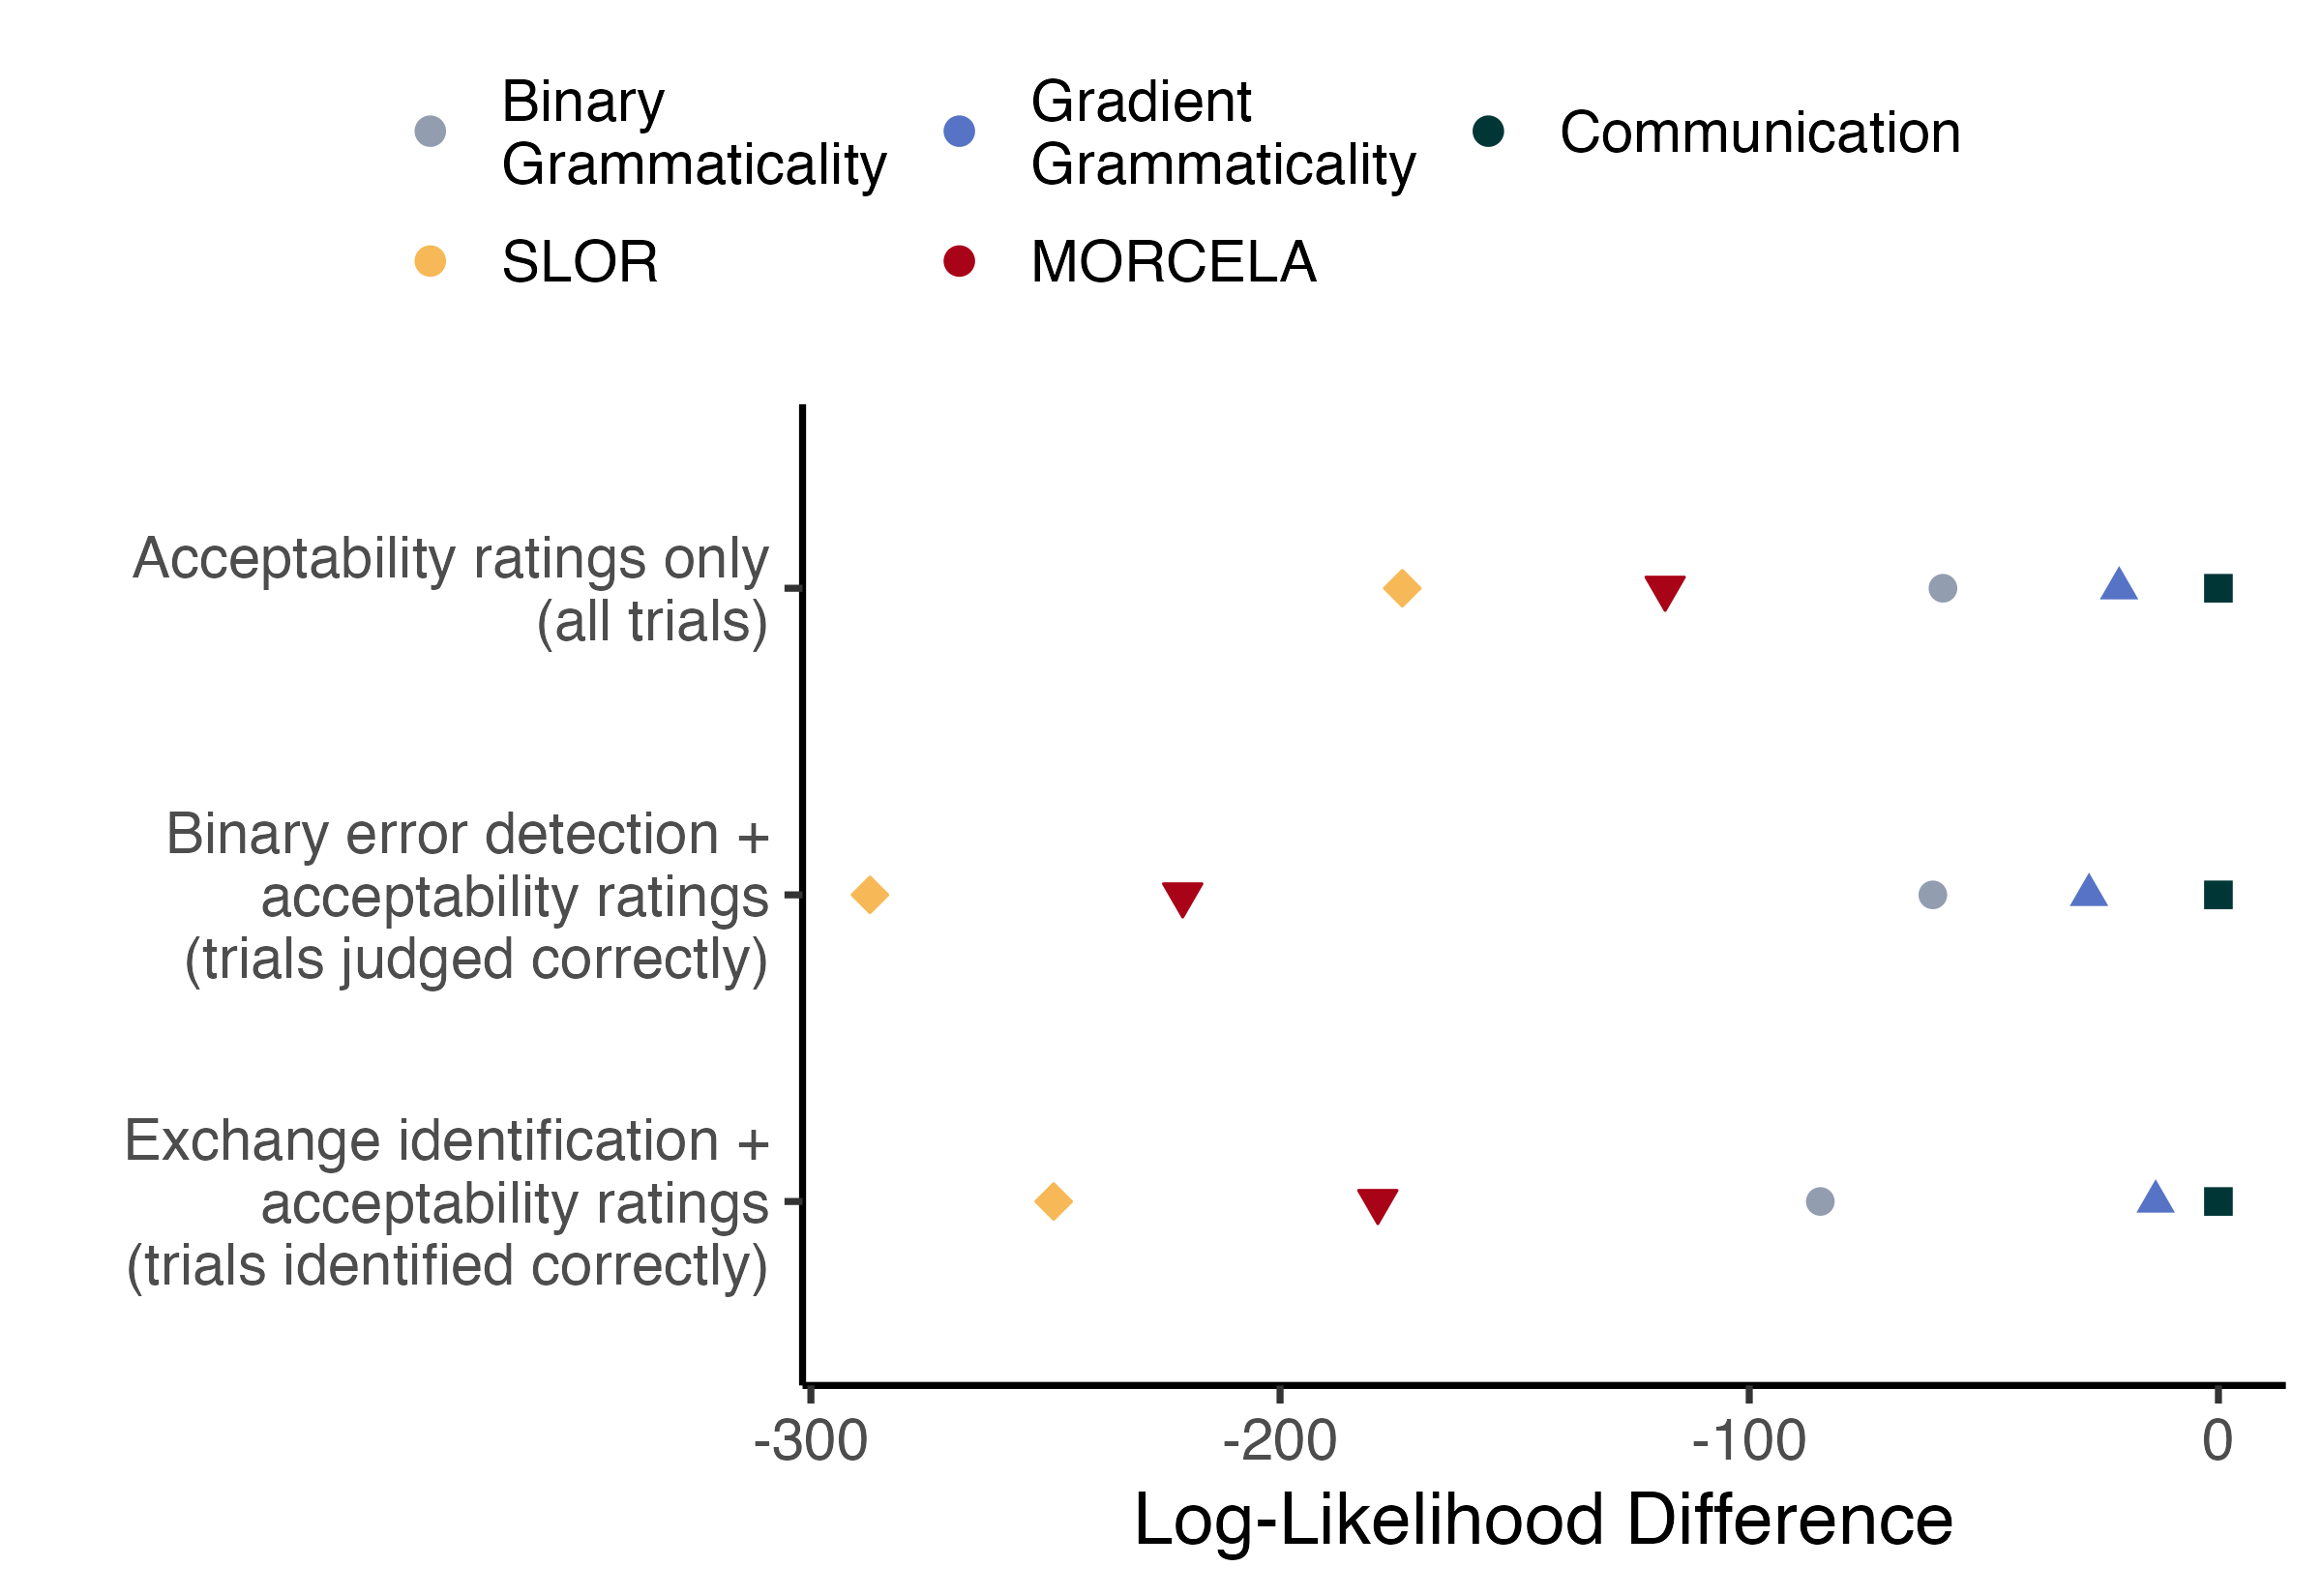 Binary
Grammaticality
Gradient
Grammaticality
Communication
SLOR
MORCELA
Acceptability ratings only
(all trials)
Binary error detection +
acceptability ratings
(trials judged correctly)
Exchange identification +
acceptability ratings
(trials identified correctly)
-300
-200
-100
0
Log-Likelihood Difference